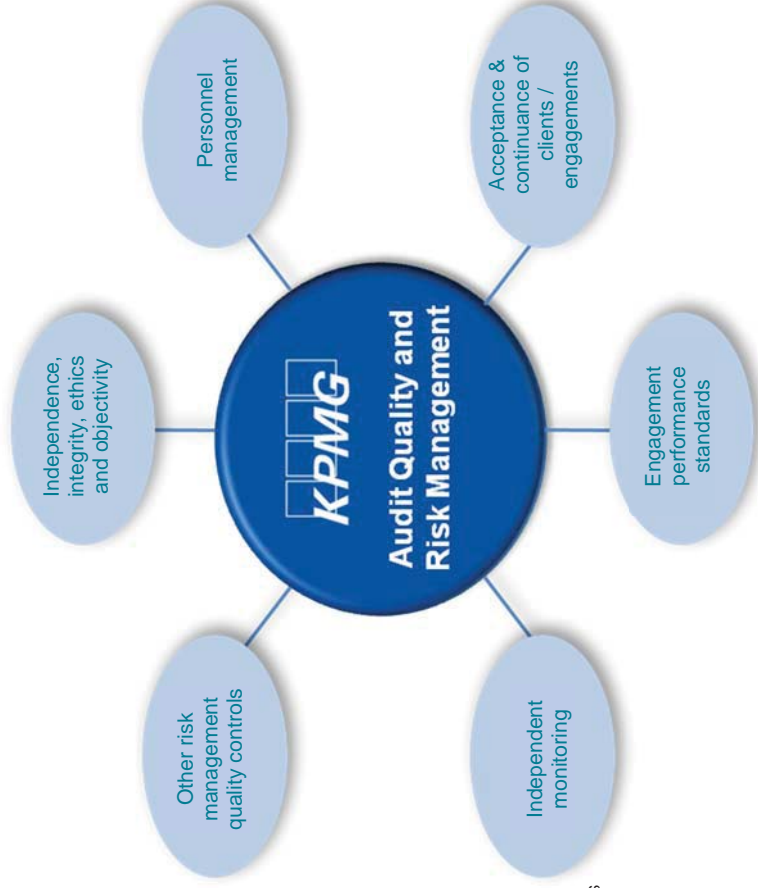 Independence,
integrity, ethics
and objectivity
Personnel
management
Acceptance &
continuance of
clients /
engagements
Engagement
performance
standards
Independent
monitoring
Other risk
management
quality controls
KPMG
Audit Quality and
Risk Management